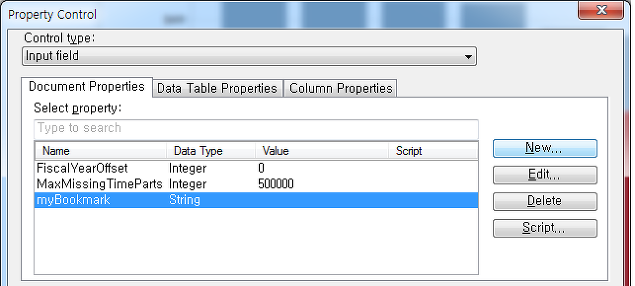 Property Control
Control type:
Input field
Document Properties Data Table Properties Column Properties
Select property:
Type to search
Name Data Type Value Script
FiscalYearOffset Integer 0
MaxMissingTimeParts Integer 500000
myBookmark String
New...
Edit...
Delete
Script...